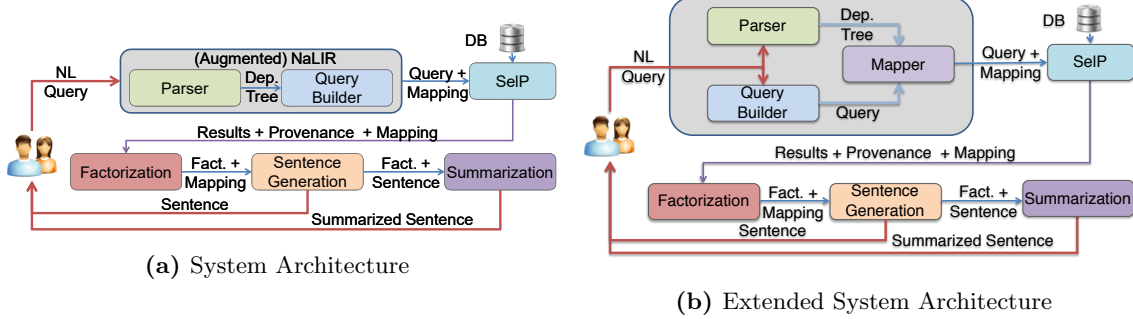 DB
(Augmented) NaLIR
NL
Query
Parser
Dep.
Tree
Query
Builder
Query +
Mapping
SelP
Results + Provenance + Mapping
Factorization
Fact. +
Mapping
Sentence
Generation
Fact. +
Sentence
Summarization
Sentence
Summarized Sentence
(a) System Architecture
DB
Parser
Dep.
Tree
NL
Query
Mapper
Query +
Mapping
SelP
Query
Builder
Query
Results + Provenance + Mapping
Factorization
Fact. +
Mapping
Sentence
Generation
Fact. +
Sentence
Summarization
Sentence
Summarized Sentence
(b) Extended System Architecture